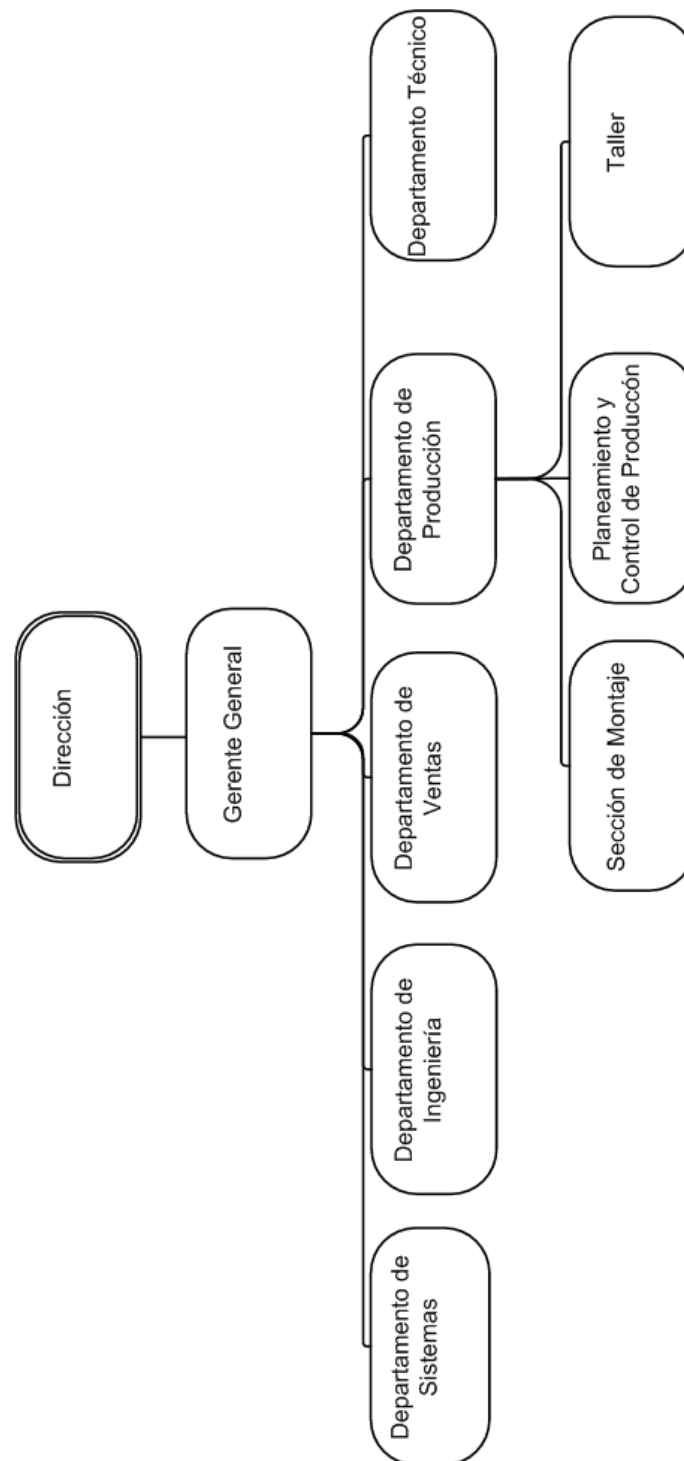 Dirección
Gerente General
Departamento de
Sistemas
Departamento de
Ingeniería
Departamento de
Ventas
Departamento de
Producción
Departamento Técnico
Sección de Montaje
Planeamiento y
Control de Produccón
Taller